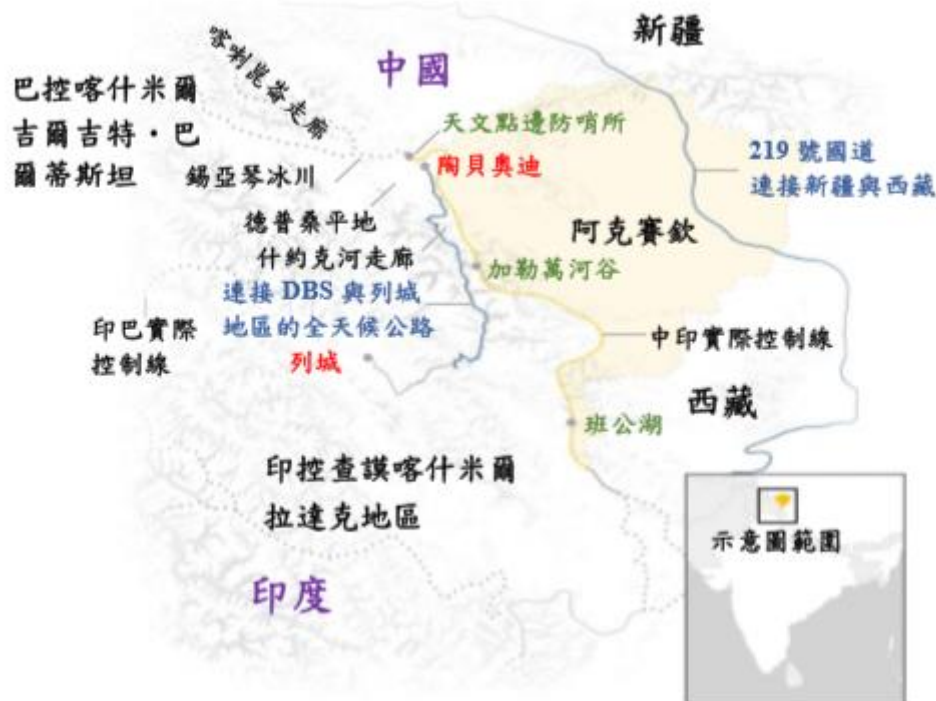 新疆
中國
喀喇崑崙走廊
巴控喀什米爾
吉爾吉特・巴
爾蒂斯坦
錫亞琴冰川
天文點邊防哨所
陶貝奧迪
219 號國道
連接新疆與西藏
德普桑平地
什約克河走廊
阿克賽欽
加勒萬河谷
連接 DBS 與列城
地區的全天候公路
印巴實際
控制線
列城
中印實際控制線
西藏
班公湖
印控查謨喀什米爾
拉達克地區
示意圖範圍
印度